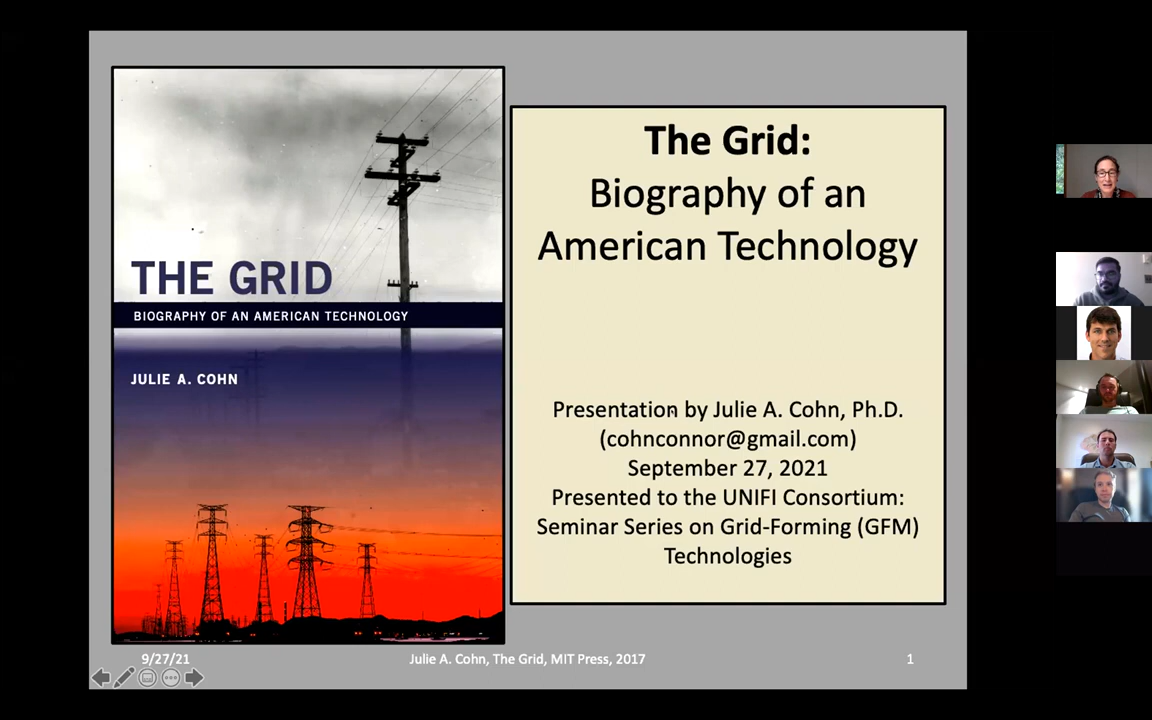 THE GRID
BIOGRAPHY OF AN AMERICAN TECHNOLOGY
JULIE A. COHN
The Grid:
Biography of an
American Technology
Presentation by Julie A. Cohn, Ph.D.
(cohnconnor@gmail.com)
September 27, 2021
Presented to the UNIFI Consortium:
Seminar Series on Grid-Forming (GFM)
Technologies
9/27/21
Julie A. Cohn, The Grid, MIT Press, 2017
1